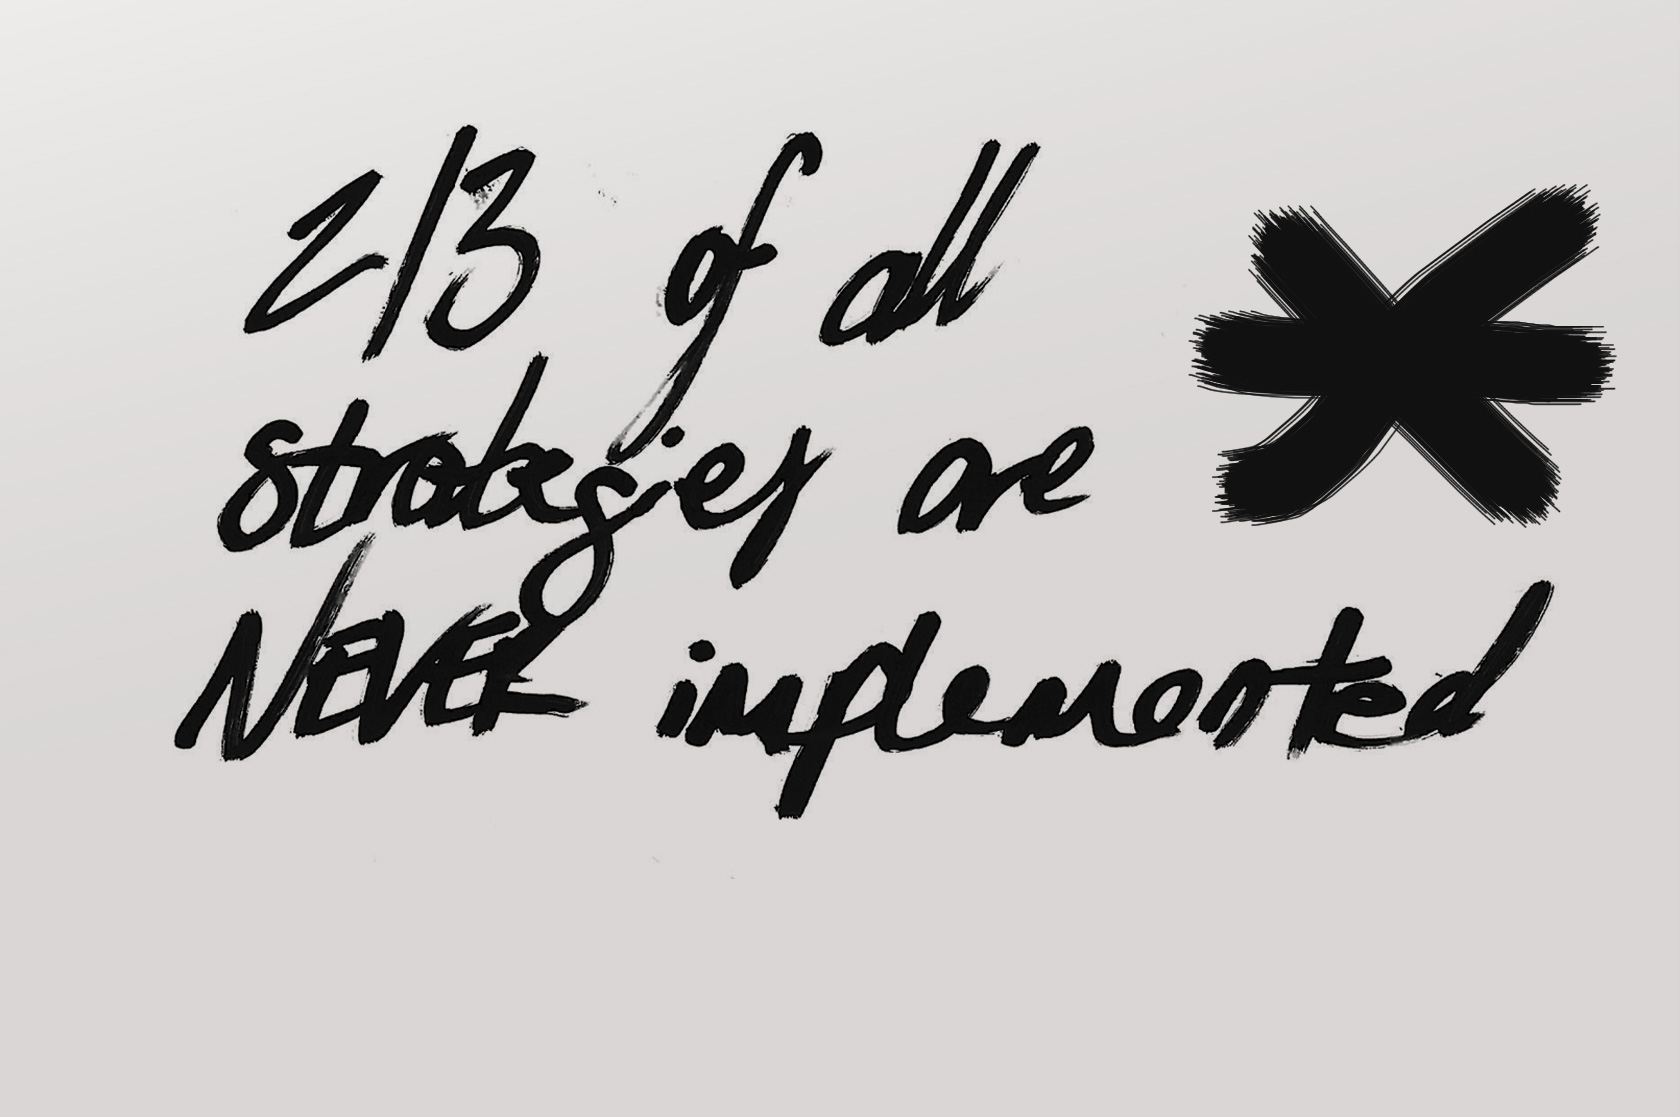 2/3 of all
strategies are
NEVER implemented
*